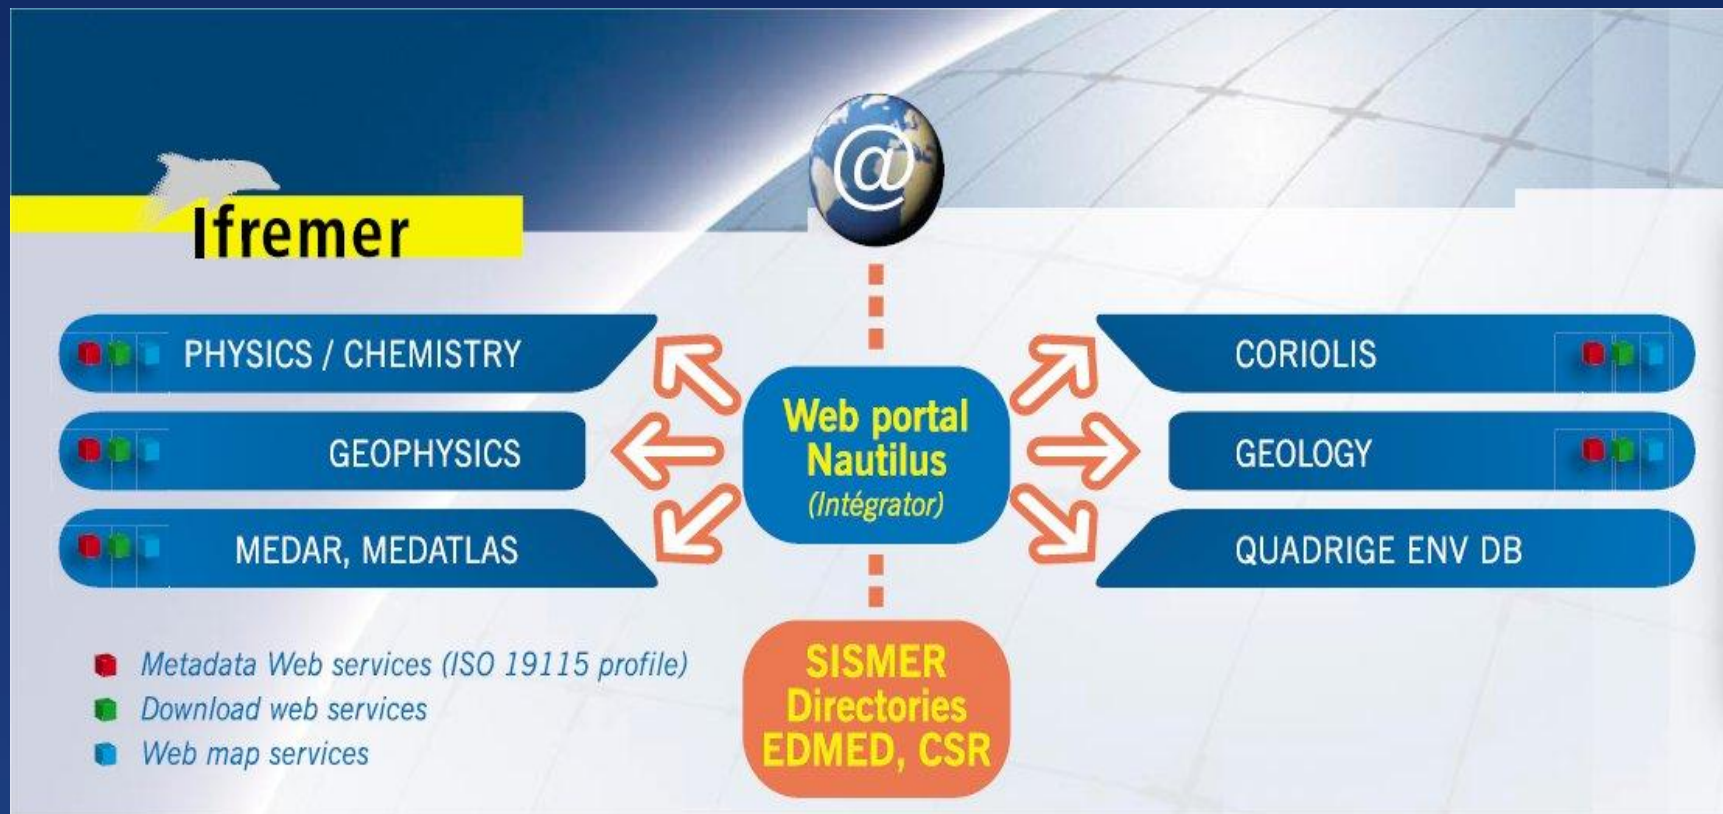 @
Ifremer
PHYSICS / CHEMISTRY
GEOPHYSICS
MEDAR, MEDATLAS
Web portal
Nautilus
(Intégrator)
CORIOLIS
GEOLOGY
QUADRIGE ENV DB
SISMER
Directories
EDMED, CSR
Metadata Web services (ISO 19115 profile)
Download web services
Web map services